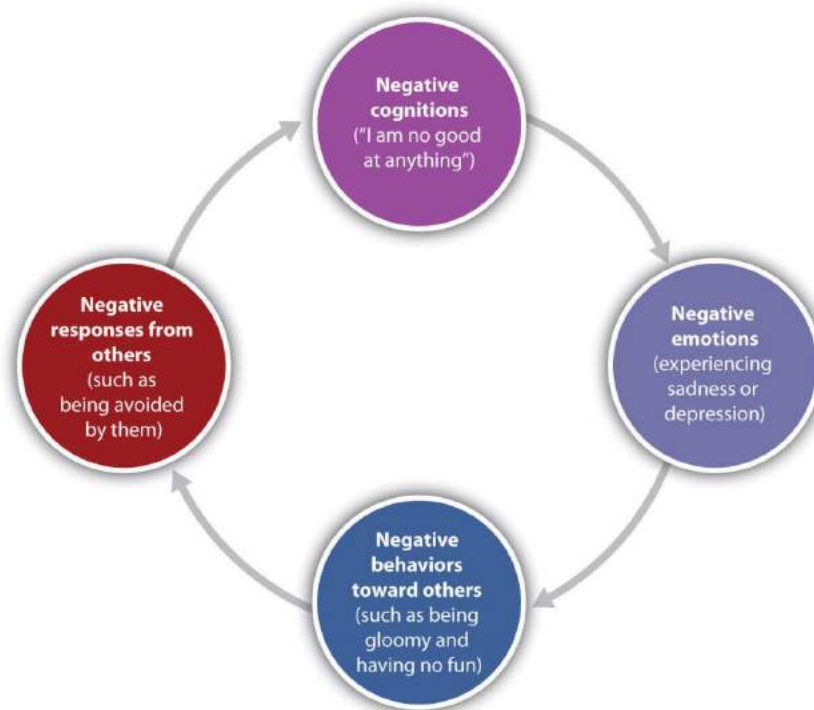 Negative
cognitions
("I am no good
at anything")
Negative
emotions
(experiencing
sadness or
depression)
Negative
behaviors
toward others
(such as being
gloomy and
having no fun)
Negative
responses from
others
(such as
being avoided
by them)